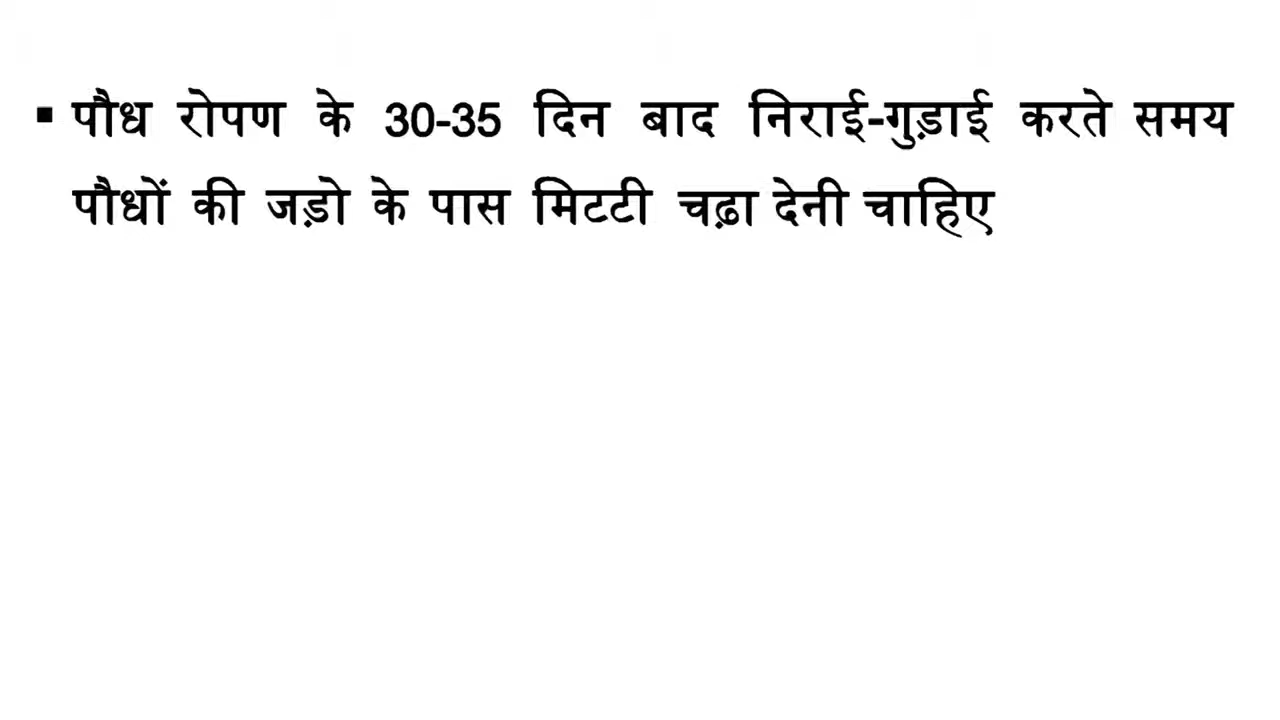 ▪ पौध रोपण के 30-35 दिन बाद निराई-गुड़ाई करते समय
पौधों की जड़ो के पास मिटटी चढ़ा देनी चाहिए